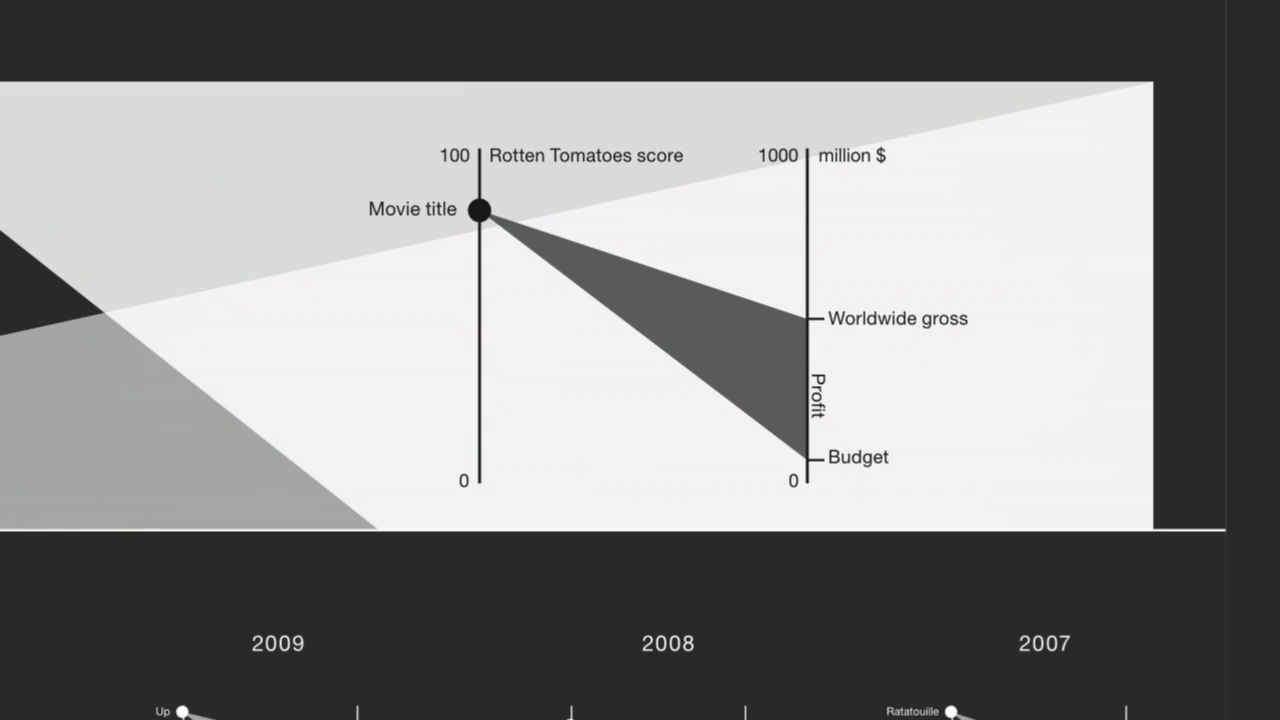 100 Rotten Tomatoes score
1000 million $
Movie title
Worldwide gross
Profit
Budget
0
0
2009
2008
2007
Up
Ratatouille